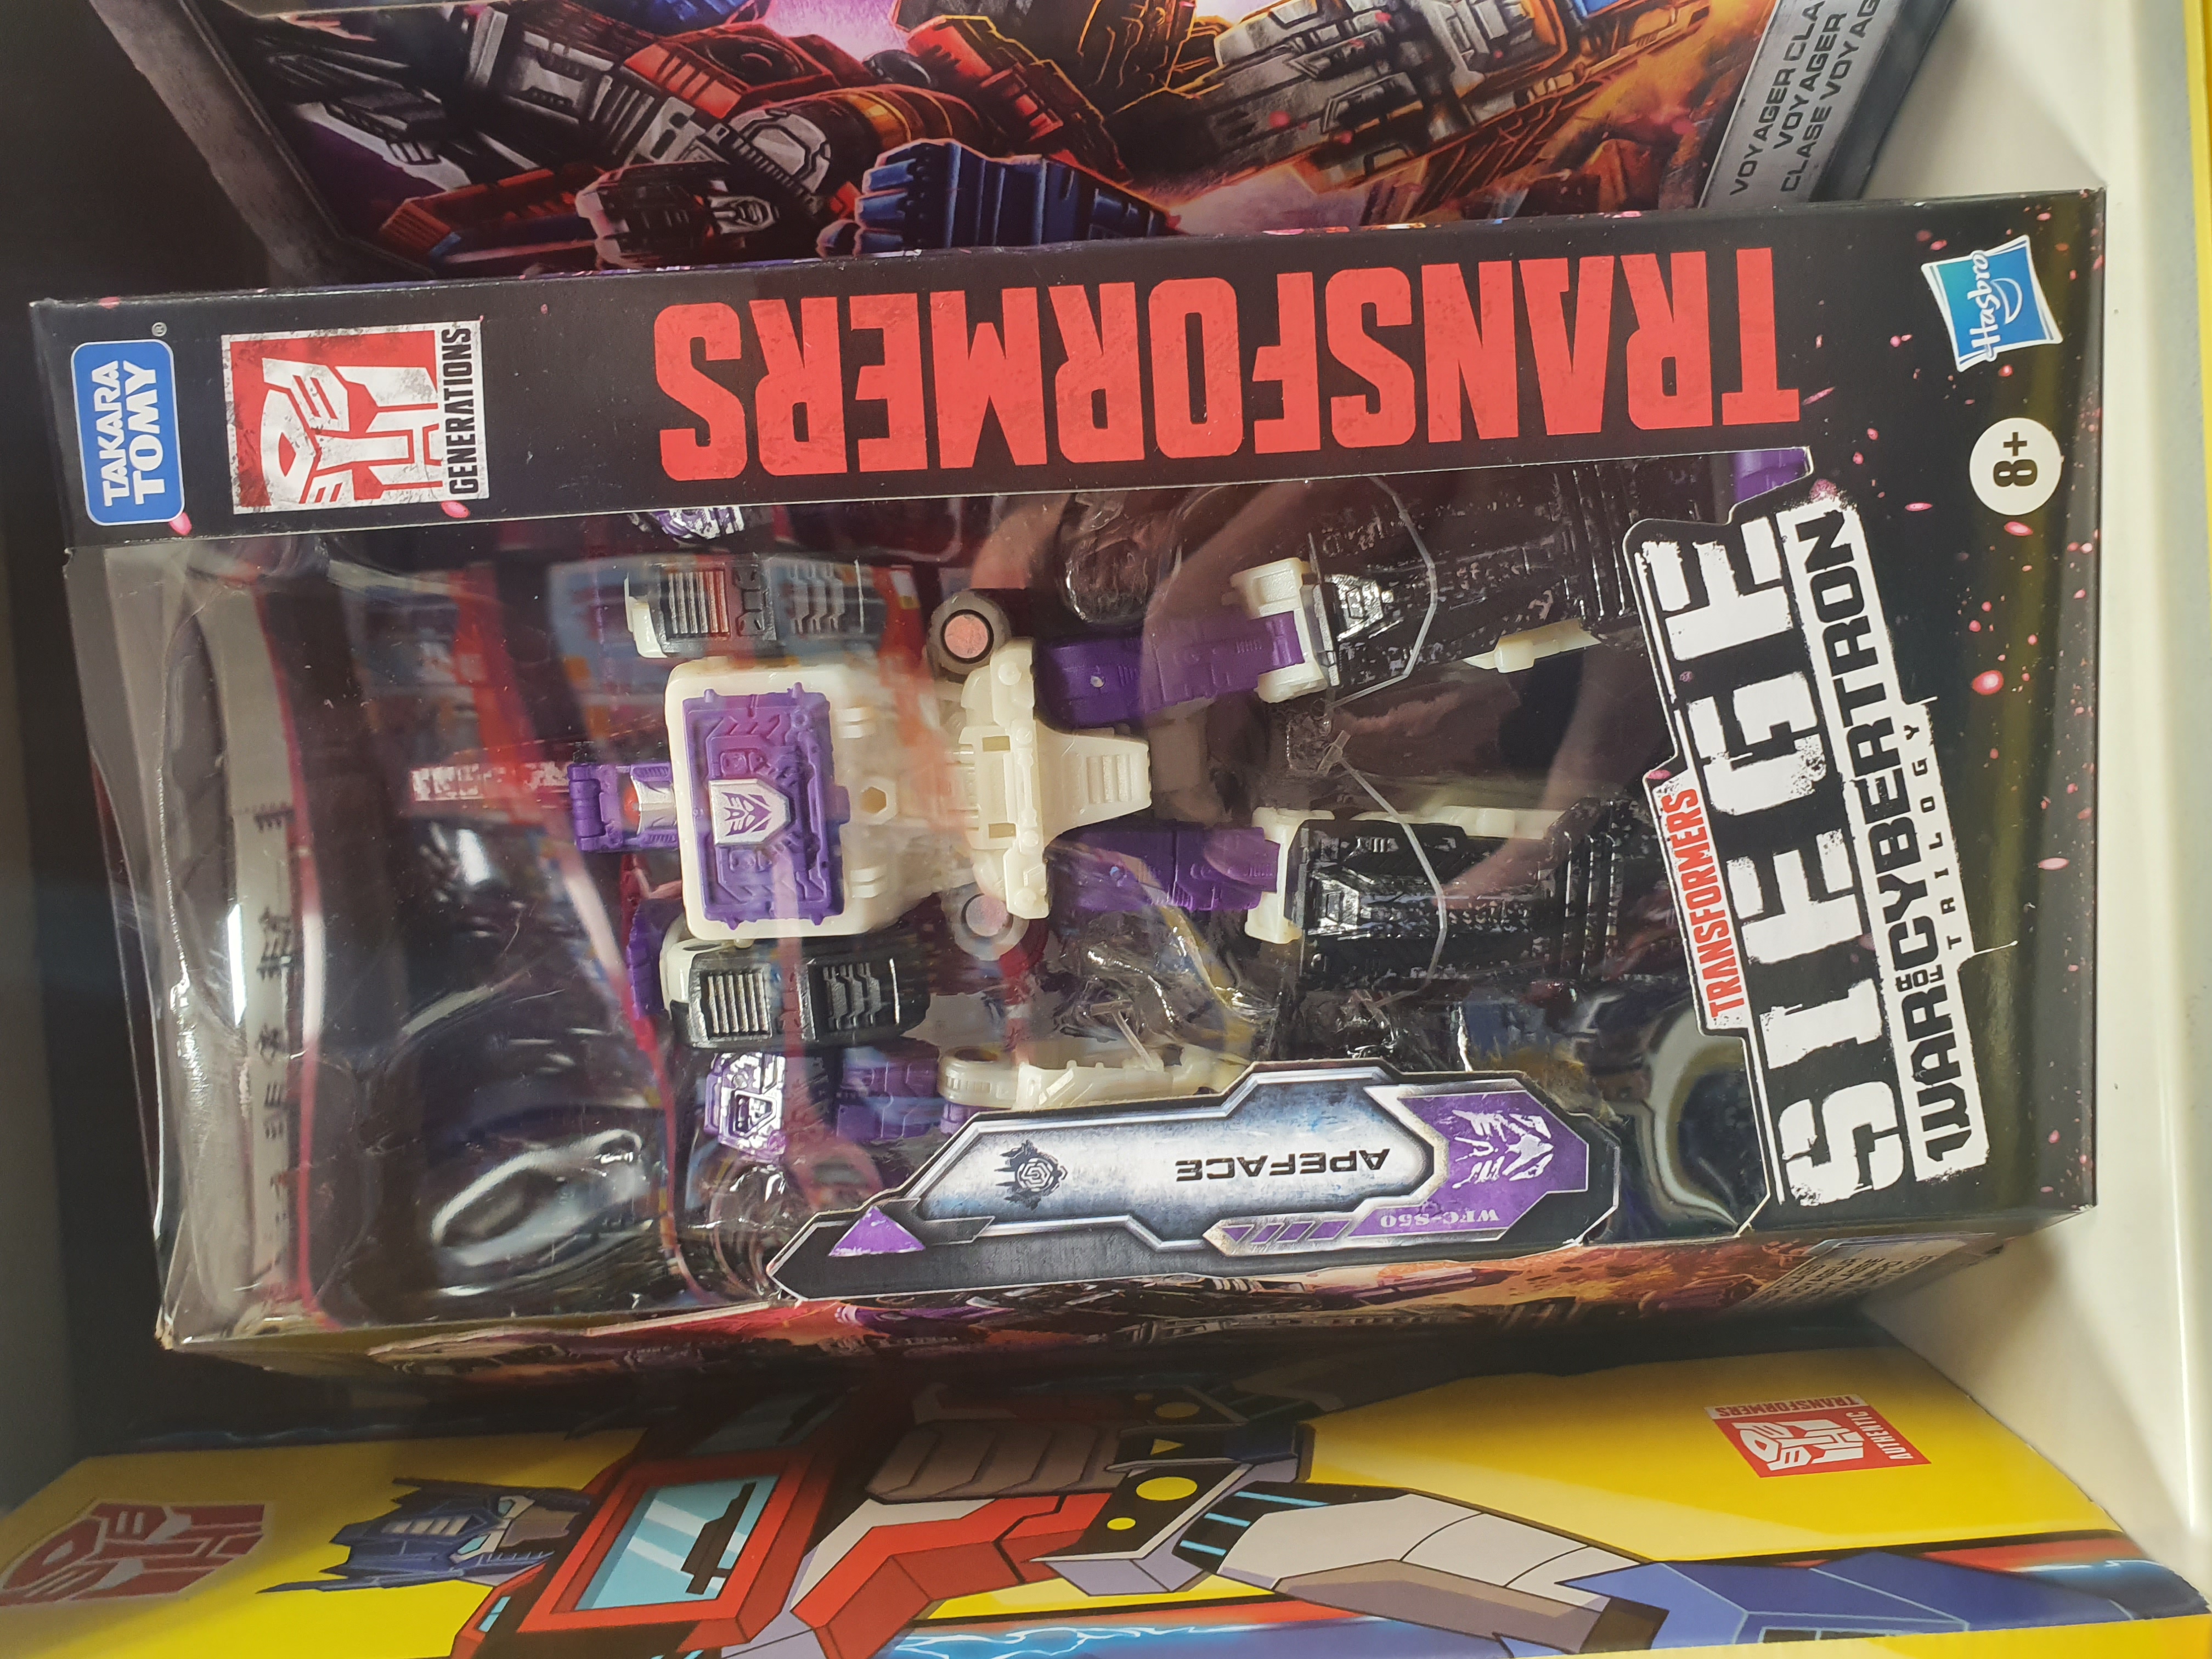 VOYAGER CLA
VOYAGER
CLASE VOYAG
TAKARA
TOMY
®
GENERATIONS
TRANSFORMERS
Hasbro
8+
TRANSFORMERS
SIEGE
WAR FOR CYBERTRON
TRILOGY
APEFACE
WFC-S50
TRANSFORMERS
AUTHENTIC